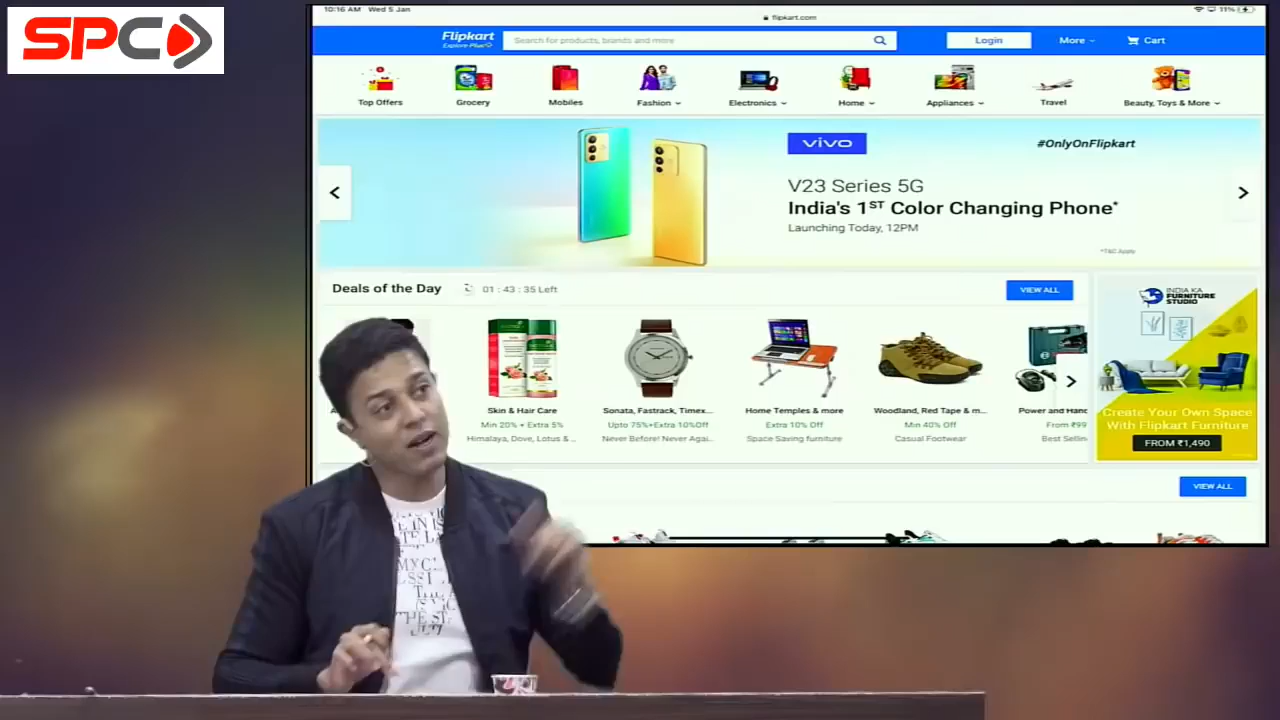 SPC
10:16 AM Wed 5 Jan
11%
flipkart.com
Flipkart
Explore Plus
Search for products, brands and more
Login
More
Cart
Top Offers
Grocery
Mobiles
Fashion
Electronics
Home
Appliances
Travel
Beauty, Toys & More
vivo
#OnlyOnFlipkart
V23 Series 5G
India's 1ST Color Changing Phone*
Launching Today, 12PM
*T&C Apply
Deals of the Day
01 : 43 : 35 Left
VIEW ALL
INDIA KA
FURNITURE
STUDIO
Create Your Own Space
With Flipkart Furniture
FROM ₹1,490
Skin & Hair Care
Min 20% + Extra 5%
Himalaya, Dove, Lotus & ..
Sonata, Fastrack, Timex...
Upto 75%+Extra 10%Off
Never Before! Never Agai..
Home Temples & more
Extra 10% Off
Space Saving furniture
Woodland, Red Tape & m...
Min 40% Off
Casual Footwear
Power and Hand
From ₹99
Best Sellin
VIEW ALL